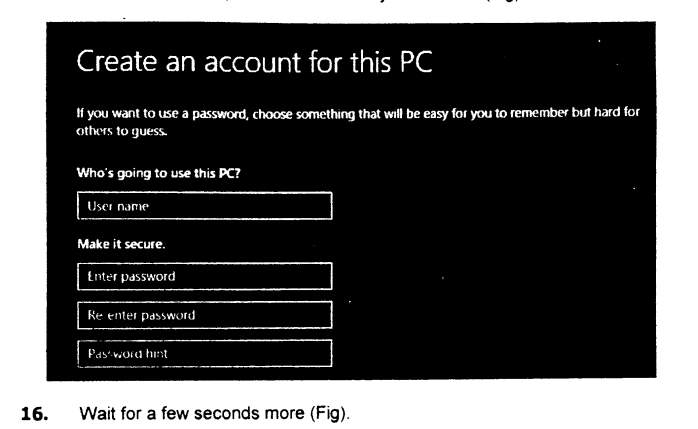 Create an account for this PC
If you want to use a password, choose something that will be easy for you to remember but hard for
others to guess.
Who's going to use this PC?
User name
Make it secure.
Enter password
Re-enter password
Password hint
16. Wait for a few seconds more (Fig).